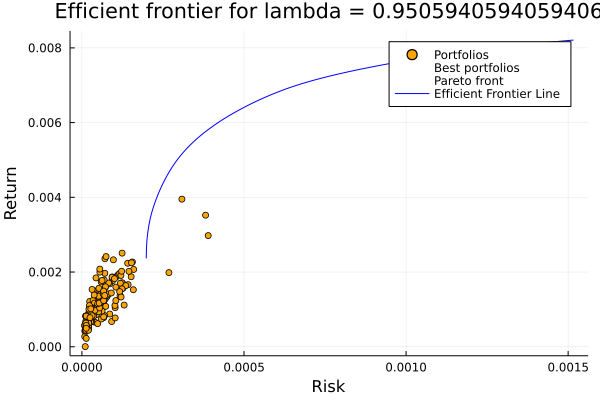 Efficient frontier for lambda = 0.9505940594059406
0.008
0.006
0.004
0.002
0.000
Return
Portfolios
Best portfolios
Pareto front
Efficient Frontier Line
0.0000 0.0005 0.0010 0.0015
Risk